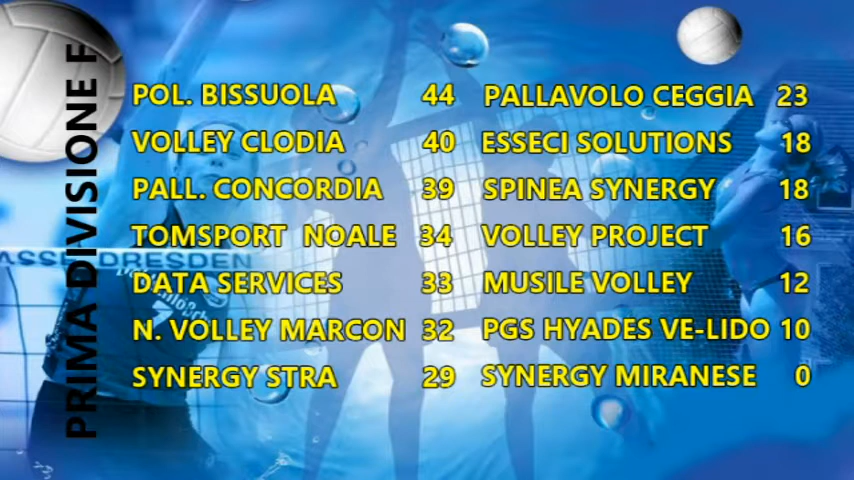 PRIMA DIVISIONE F
POL. BISSUOLA 44
VOLLEY CLODIA 40
PALL. CONCORDIA 39
TOMSPORT NOALE 34
DATA SERVICES 33
N. VOLLEY MARCON 32
SYNERGY STRA 29
PALLAVOLO CEGGIA 23
ESSECI SOLUTIONS 18
SPINEA SYNERGY 18
VOLLEY PROJECT 16
MUSILE VOLLEY 12
PGS HYADES VE-LIDO 10
SYNERGY MIRANESE 0
DRESDEN